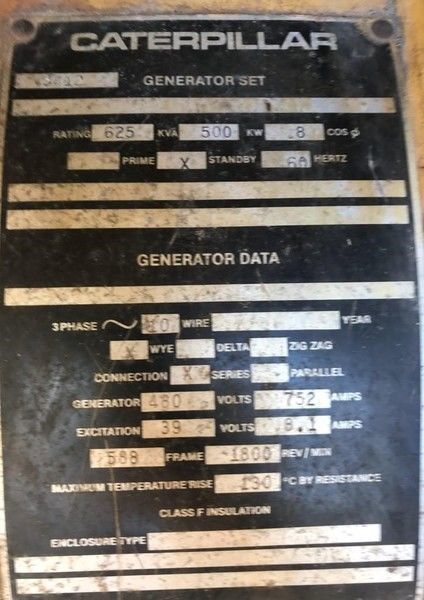 CATERPILLAR
GENERATOR SET
RATING 625 KVA 500 KW .8 COS ø
PRIME X STANDBY 60 HERTZ
GENERATOR DATA
3 PHASE ~ 10 WIRE YEAR
X WYE DELTA ZIG ZAG
CONNECTION X SERIES PARALLEL
GENERATOR 480 VOLTS 752 AMPS
EXCITATION 39 VOLTS 8.1 AMPS
588 FRAME 1800 REV/MIN
MAXIMUM TEMPERATURE RISE 130 °C BY RESISTANCE
CLASS F INSULATION
ENCLOSURE TYPE